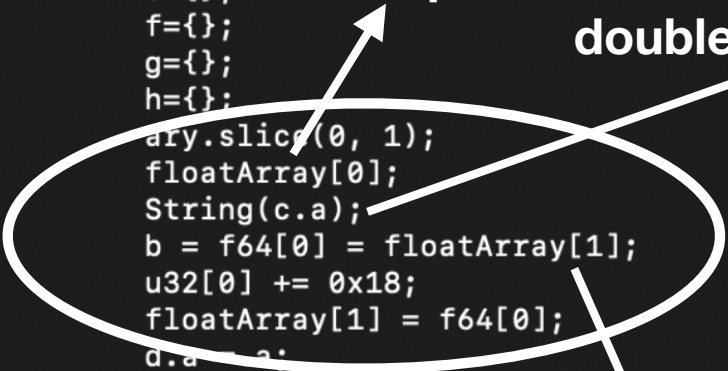 f={};
double
g={};
h={};
ary.slice(0, 1);
floatArray[0];
String(c.a);
b = f64[0] = floatArray[1];
u32[0] += 0x18;
floatArray[1] = f64[0];
d.a = a;